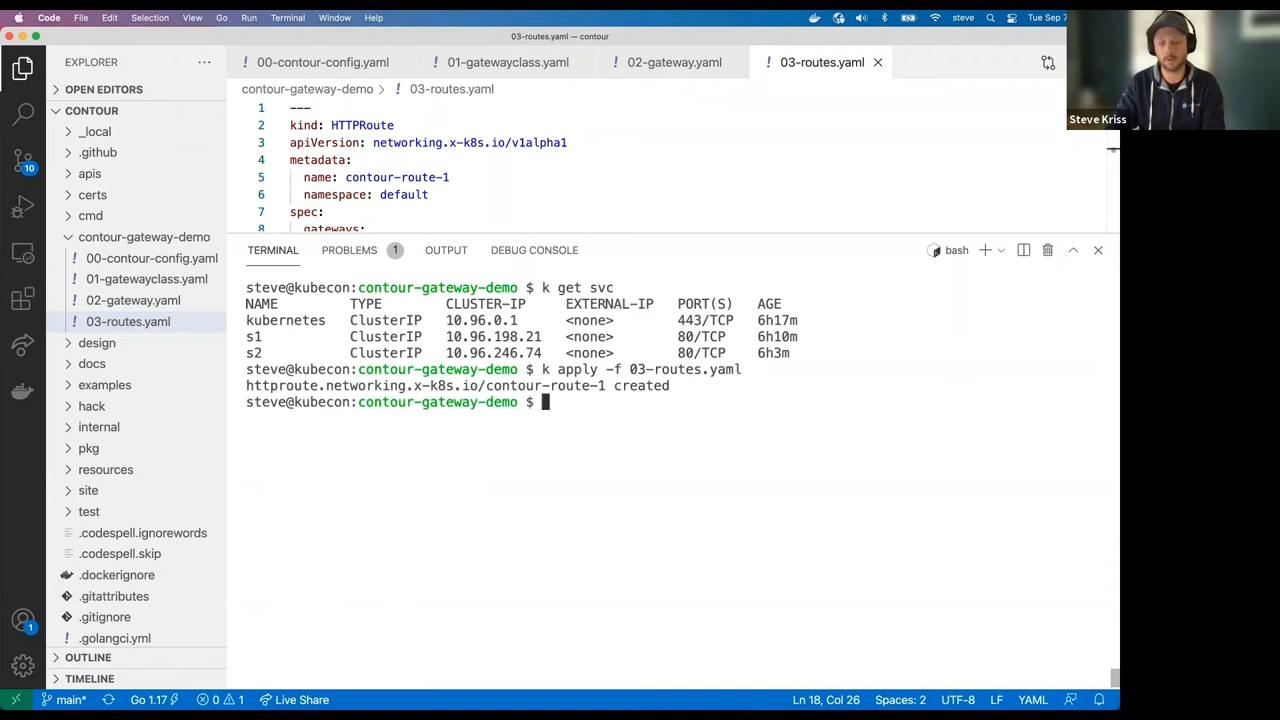 Code File Edit Selection View Go Run Terminal Window Help steve Tue Sep 7
03-routes.yaml — contour
Steve Kriss
EXPLORER
OPEN EDITORS
CONTOUR
_local
.github
apis
certs
cmd
contour-gateway-demo
! 00-contour-config.yaml
! 01-gatewayclass.yaml
! 02-gateway.yaml
! 03-routes.yaml
design
docs
examples
hack
internal
pkg
resources
site
test
.codespell.ignorewords
.codespell.skip
.dockerignore
.gitattributes
.gitignore
! .golangci.yml
OUTLINE
TIMELINE
10
1
! 00-contour-config.yaml ! 01-gatewayclass.yaml ! 02-gateway.yaml ! 03-routes.yaml
contour-gateway-demo > ! 03-routes.yaml
1 ---
2 kind: HTTPRoute
3 apiVersion: networking.x-k8s.io/v1alpha1
4 metadata:
5 name: contour-route-1
6 namespace: default
7 spec:
8 gateways:
TERMINAL PROBLEMS 1 OUTPUT DEBUG CONSOLE bash
steve@kubecon:contour-gateway-demo $ k get svc
NAME TYPE CLUSTER-IP EXTERNAL-IP PORT(S) AGE
kubernetes ClusterIP 10.96.0.1 <none> 443/TCP 6h17m
s1 ClusterIP 10.96.198.21 <none> 80/TCP 6h10m
s2 ClusterIP 10.96.246.74 <none> 80/TCP 6h3m
steve@kubecon:contour-gateway-demo $ k apply -f 03-routes.yaml
httproute.networking.x-k8s.io/contour-route-1 created
steve@kubecon:contour-gateway-demo $
main* Go 1.17 0 1 Live Share Ln 18, Col 26 Spaces: 2 UTF-8 LF YAML